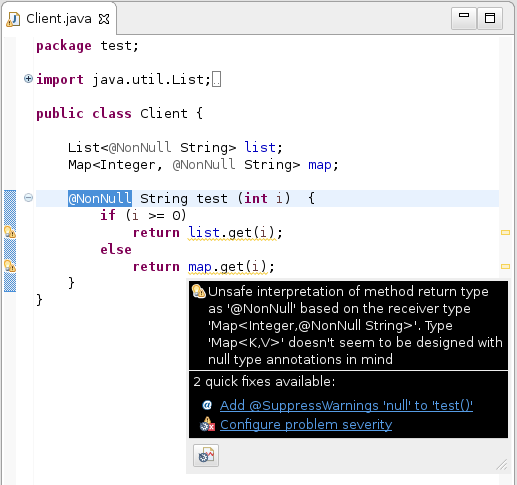 Client.java
package test;
import java.util.List;
public class Client {
List<@NonNull String> list;
Map<Integer, @NonNull String> map;
@NonNull String test (int i)  {
if (i >= 0)
return list.get(i);
else
return map.get(i);
}
}
Unsafe interpretation of method return type
as '@NonNull' based on the receiver type
'Map<Integer,@NonNull String>'. Type
'Map<K,V>' doesn't seem to be designed with
null type annotations in mind
2 quick fixes available:
@ Add @SuppressWarnings 'null' to 'test()'
Configure problem severity